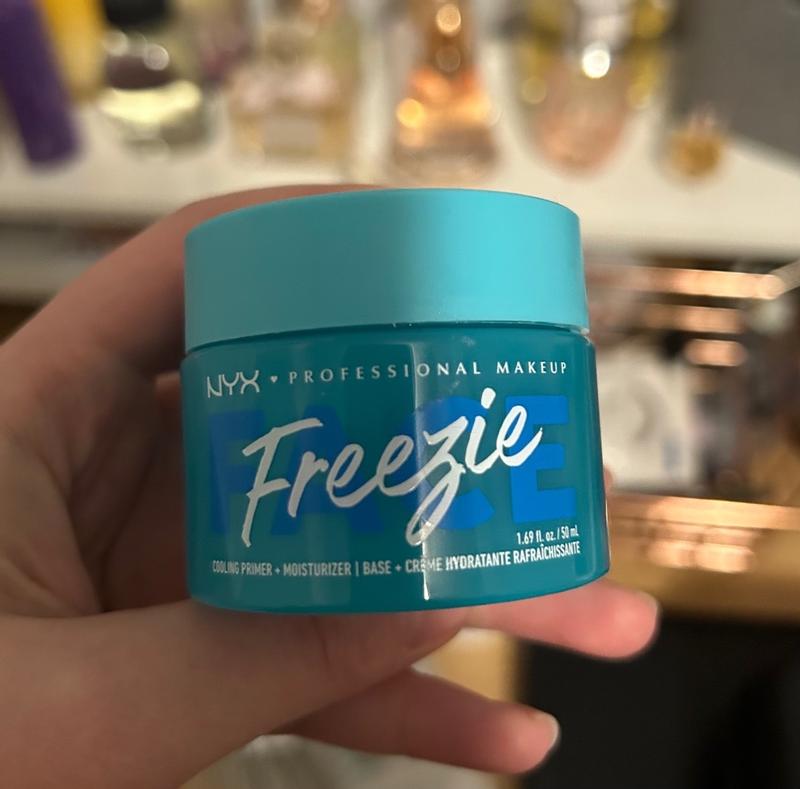 NYX ♥ PROFESSIONAL MAKEUP
FACE
Freezie
1.69 fl. oz. / 50 mL
COOLING PRIMER + MOISTURIZER | BASE + CRÈME HYDRATANTE RAFRAÎCHISSANTE